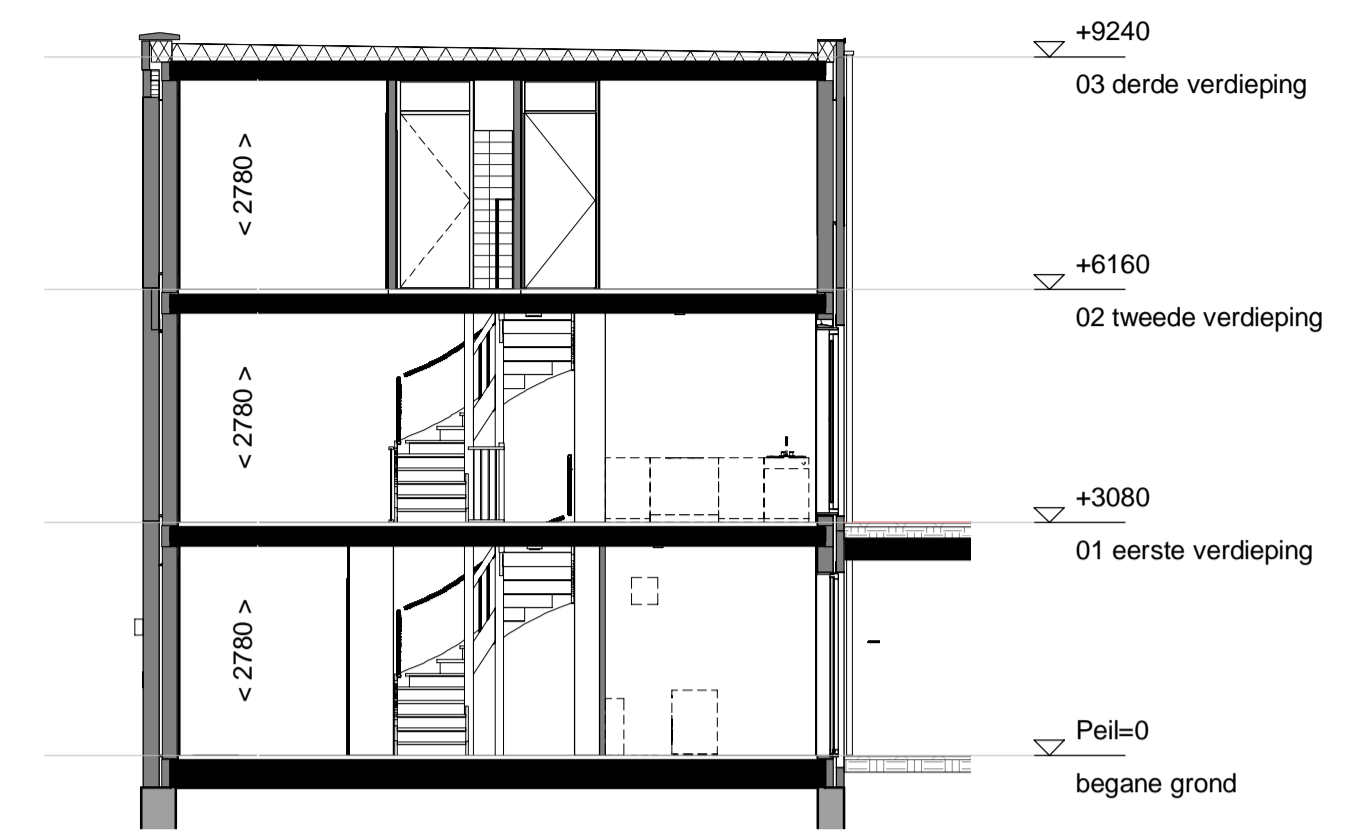 +9240
03 derde verdieping
< 2780 >
+6160
02 tweede verdieping
< 2780 >
+3080
01 eerste verdieping
< 2780 >
Peil=0
begane grond